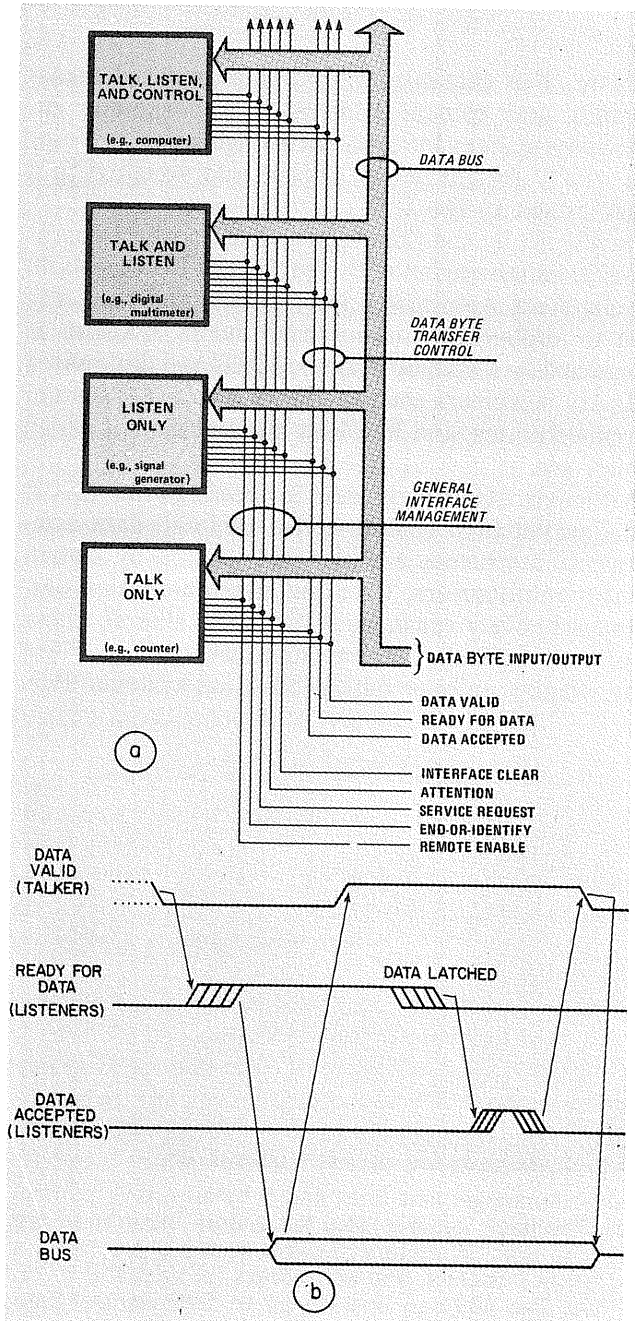 TALK, LISTEN,
AND CONTROL
(e.g., computer)
DATA BUS
TALK AND
LISTEN
(e.g., digital
multimeter)
DATA BYTE
TRANSFER
CONTROL
LISTEN
ONLY
(e.g., signal
generator)
GENERAL
INTERFACE
MANAGEMENT
TALK
ONLY
(e.g., counter)
DATA BYTE INPUT/OUTPUT
DATA VALID
READY FOR DATA
DATA ACCEPTED
a
INTERFACE CLEAR
ATTENTION
SERVICE REQUEST
END-OR-IDENTIFY
REMOTE ENABLE
DATA
VALID
(TALKER)
READY FOR
DATA
(LISTENERS)
DATA LATCHED
DATA
ACCEPTED
(LISTENERS)
DATA
BUS
b